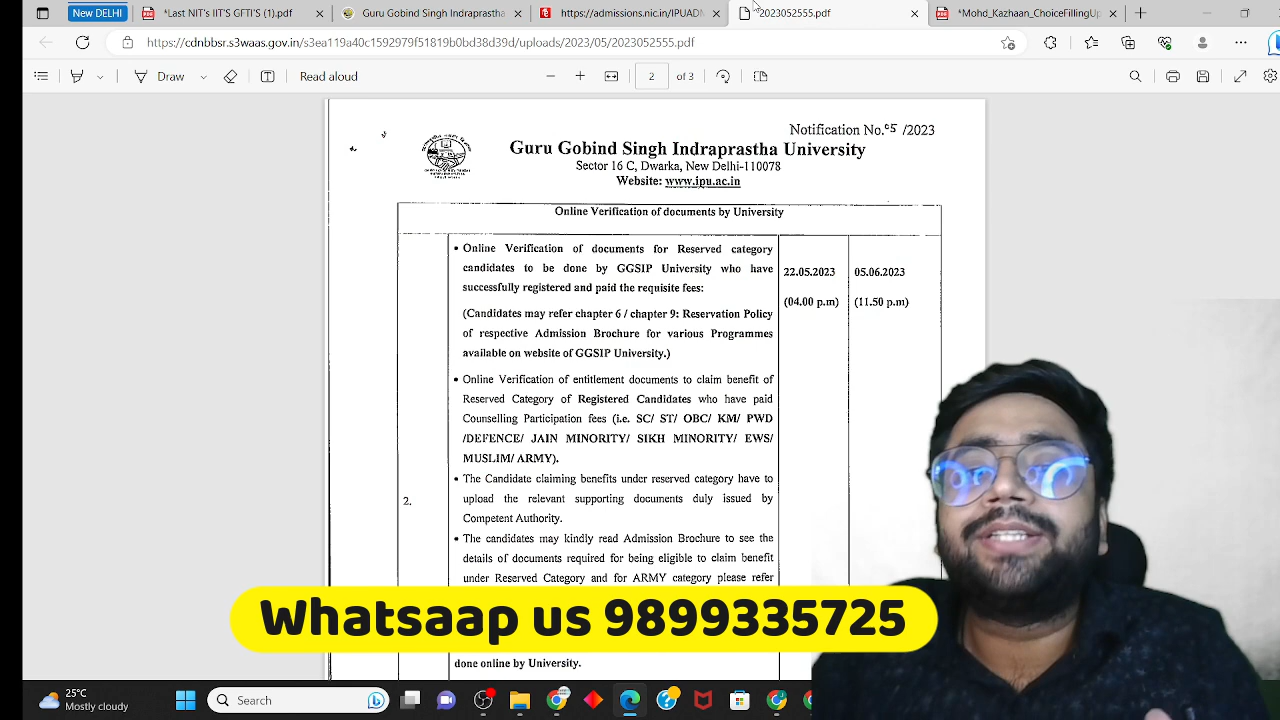 New DELHI
*Last NIT's IIT'S GFTI'S (1).pdf
Guru Gobind Singh Indraprastha
https://admissions.nic.in/IPUADM
2023052555.pdf
*Mohd_Kazhaan_ChoiceFillingUp
https://cdnbbsr.s3waas.gov.in/s3ea119a40c1592979f51819b0bd38d39d/uploads/2023/05/2023052555.pdf
Draw
Read aloud
2
of 3
Notification No.05 /2023
Guru Gobind Singh Indraprastha University
Sector 16 C, Dwarka, New Delhi-110078
Website: www.ipu.ac.in
Online Verification of documents by University
2.
• Online Verification of documents for Reserved category
candidates to be done by GGSIP University who have
successfully registered and paid the requisite fees:
(Candidates may refer chapter 6 / chapter 9: Reservation Policy
of respective Admission Brochure for various Programmes
available on website of GGSIP University.)
• Online Verification of entitlement documents to claim benefit of
Reserved Category of Registered Candidates who have paid
Counselling Participation fees (i.e. SC/ ST/ OBC/ KM/ PWD
/DEFENCE/ JAIN MINORITY/ SIKH MINORITY/ EWS/
MUSLIM/ ARMY).
• The Candidate claiming benefits under reserved category have to
upload the relevant supporting documents duly issued by
Competent Authority.
• The candidates may kindly read Admission Brochure to see the
details of documents required for being eligible to claim benefit
under Reserved Category and for ARMY category please refer
done online by University.
22.05.2023
(04.00 p.m)
05.06.2023
(11.50 p.m)
Whatsaap us 9899335725
25°C
Mostly cloudy
Search